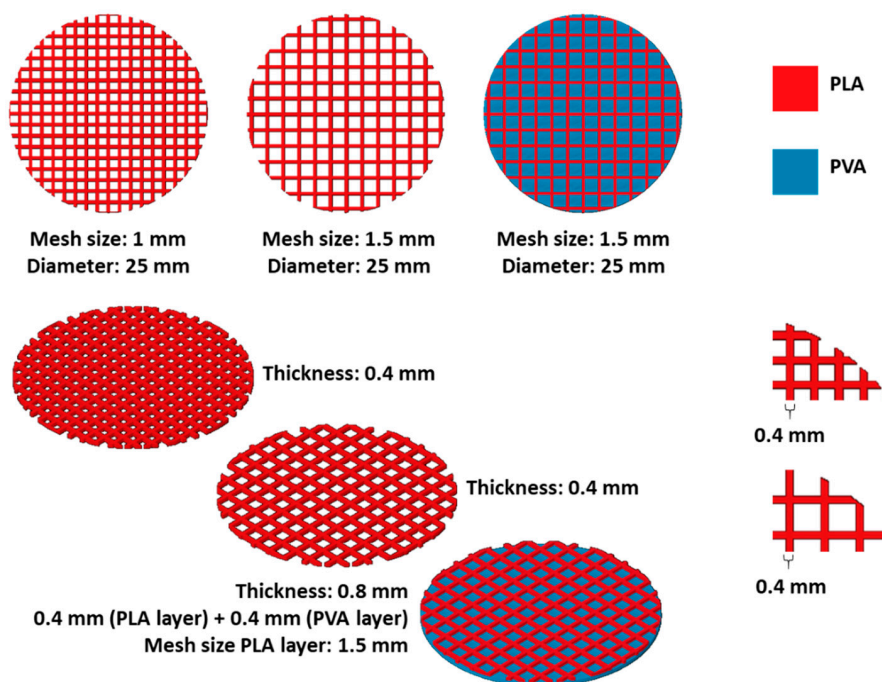 PLA
PVA
Mesh size: 1 mm
Diameter: 25 mm
Mesh size: 1.5 mm
Diameter: 25 mm
Mesh size: 1.5 mm
Diameter: 25 mm
Thickness: 0.4 mm
Thickness: 0.4 mm
Thickness: 0.8 mm
0.4 mm (PLA layer) + 0.4 mm (PVA layer)
Mesh size PLA layer: 1.5 mm
0.4 mm
0.4 mm